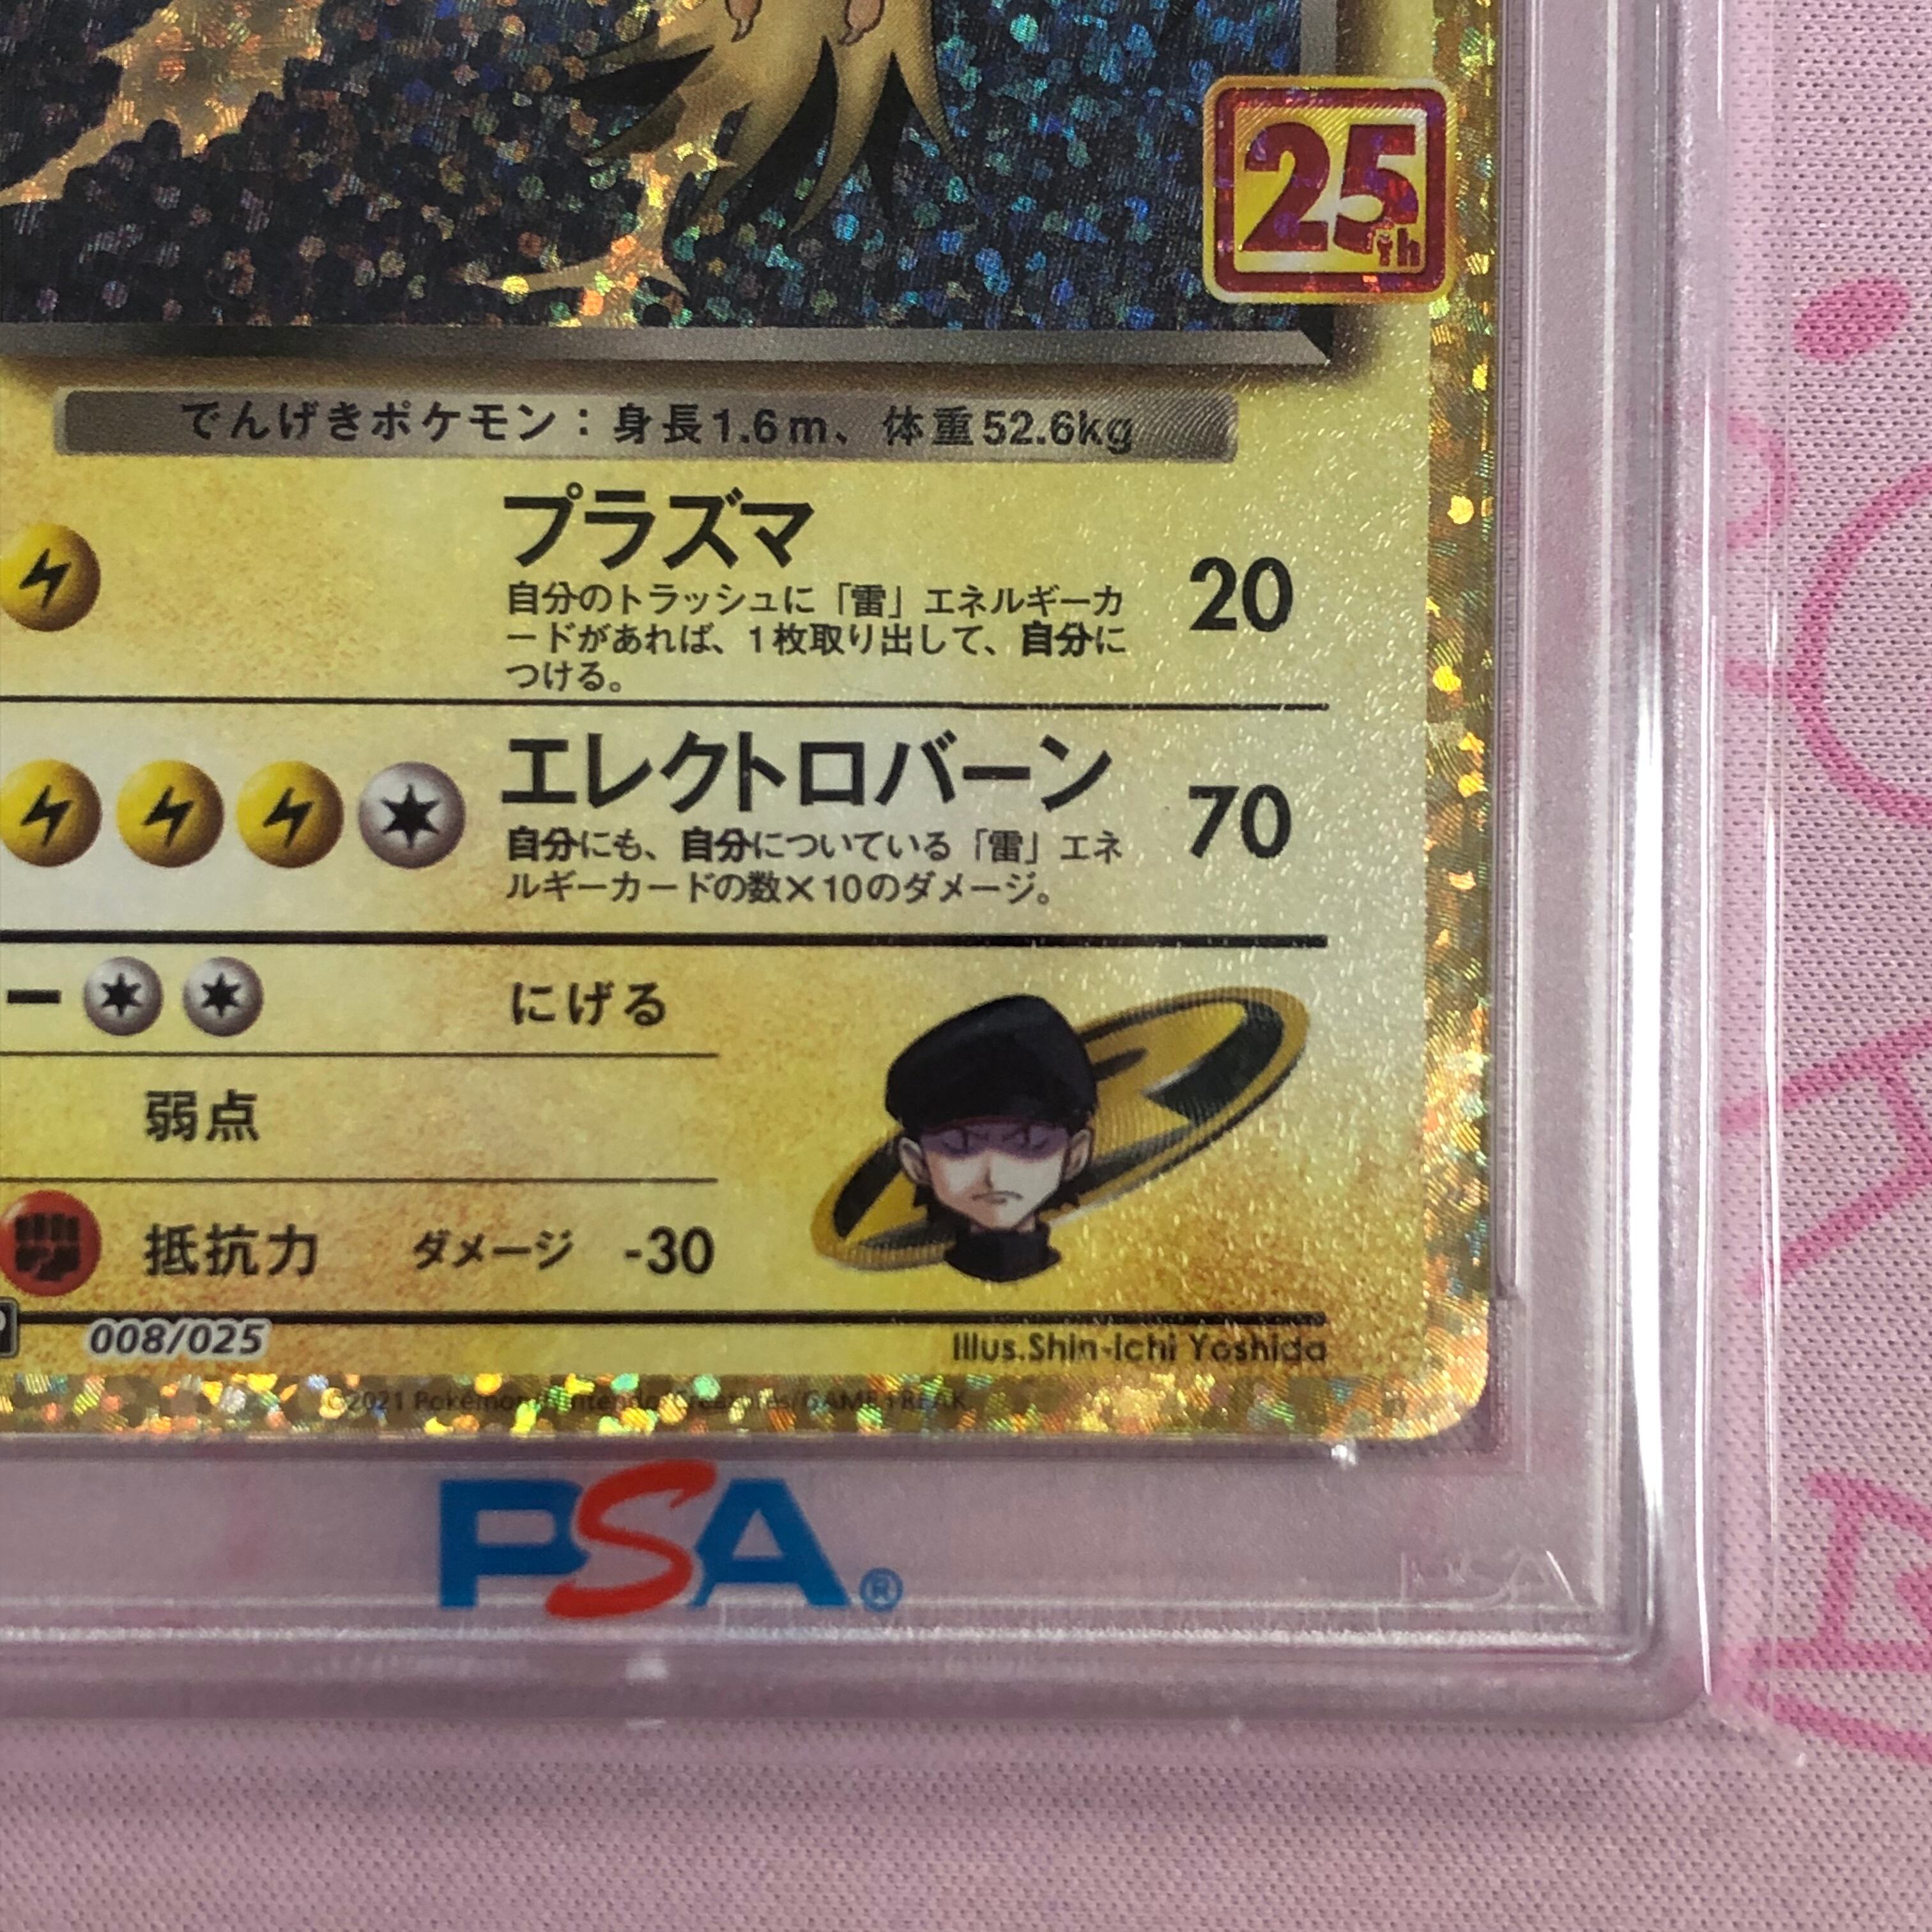 25th
でんげきポケモン：身長1.6m、体重52.6kg
プラズマ
自分のトラッシュに「雷」エネルギーカ
ードがあれば、1枚取り出して、自分に
つける。
20
エレクトロバーン
自分にも、自分についている「雷」エネ
ルギーカードの数×10のダメージ。
70
ー にげる
弱点
抵抗力 ダメージ -30
008/025
Illus.Shin-Ichi Yoshida
©2021 Pokémon/Nintendo/Creatures/GAME FREAK
PSA®
PSA